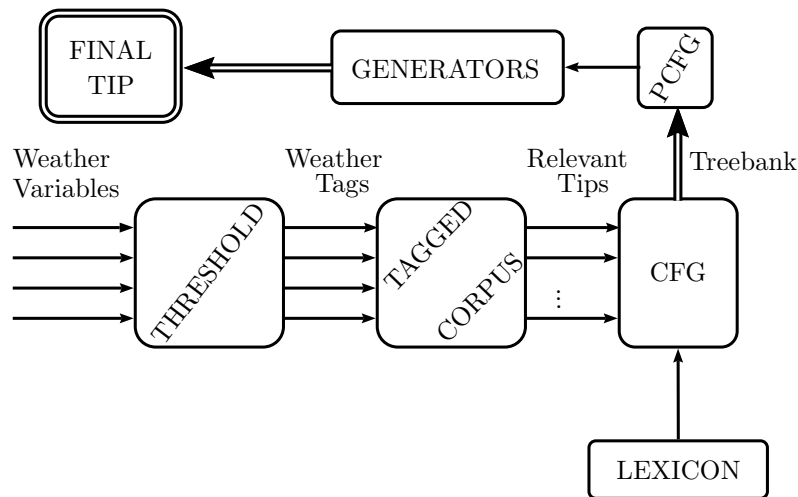 FINAL
TIP
GENERATORS
PCFG
Weather
Variables
Weather
Tags
Relevant
Tips
Treebank
THRESHOLD
TAGGED
CORPUS
...
CFG
LEXICON